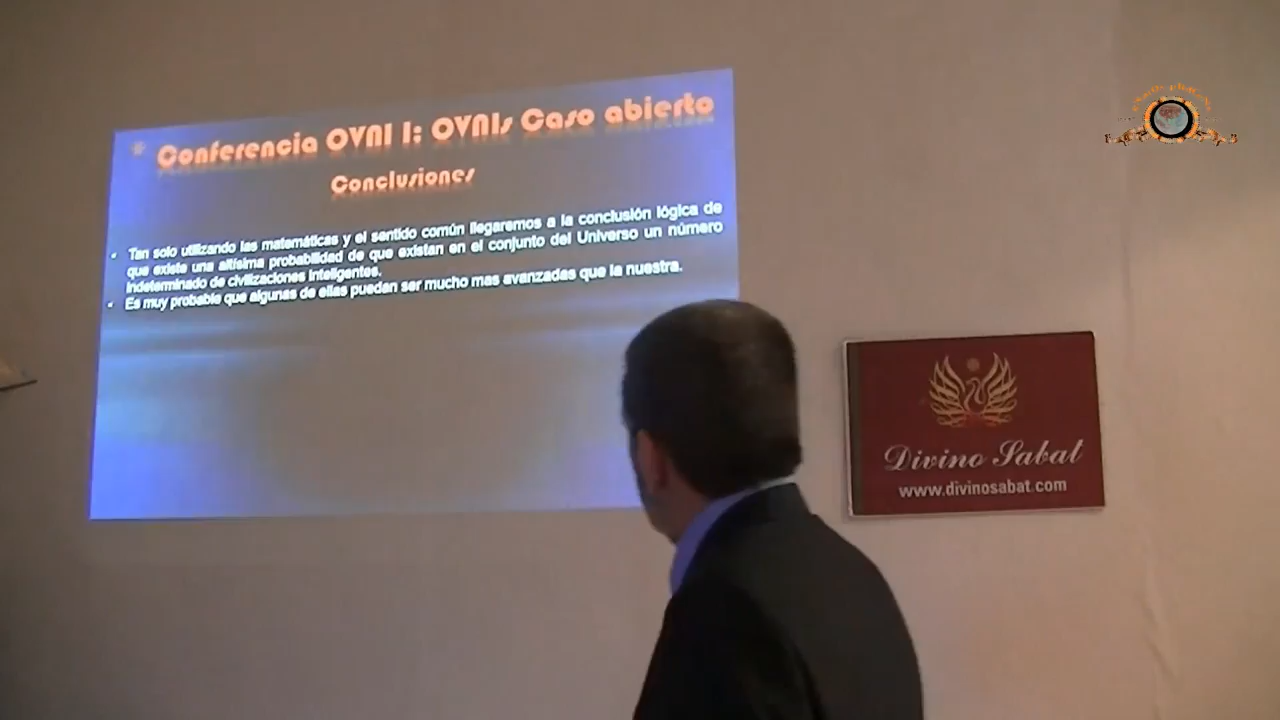 * Conferencia OVNI I: OVNIs Caso abierto
Conclusiones
• Tan solo utilizando las matemáticas y el sentido común llegaremos a la conclusión lógica de
que existe una altísima probabilidad de que existan en el conjunto del Universo un número
indeterminado de civilizaciones inteligentes.
• Es muy probable que algunas de ellas puedan ser mucho mas avanzadas que la nuestra.
Divino Sabat
www.divinosabat.com